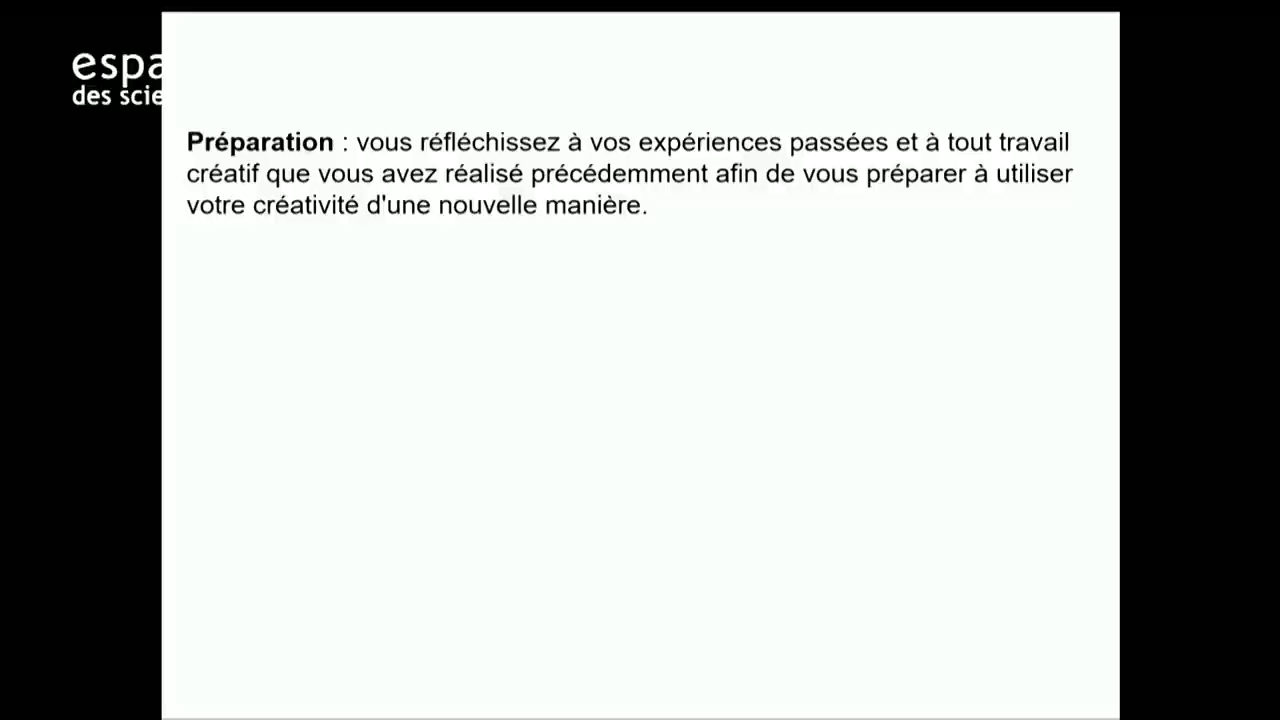 espa
des scie
Préparation : vous réfléchissez à vos expériences passées et à tout travail
créatif que vous avez réalisé précédemment afin de vous préparer à utiliser
votre créativité d'une nouvelle manière.